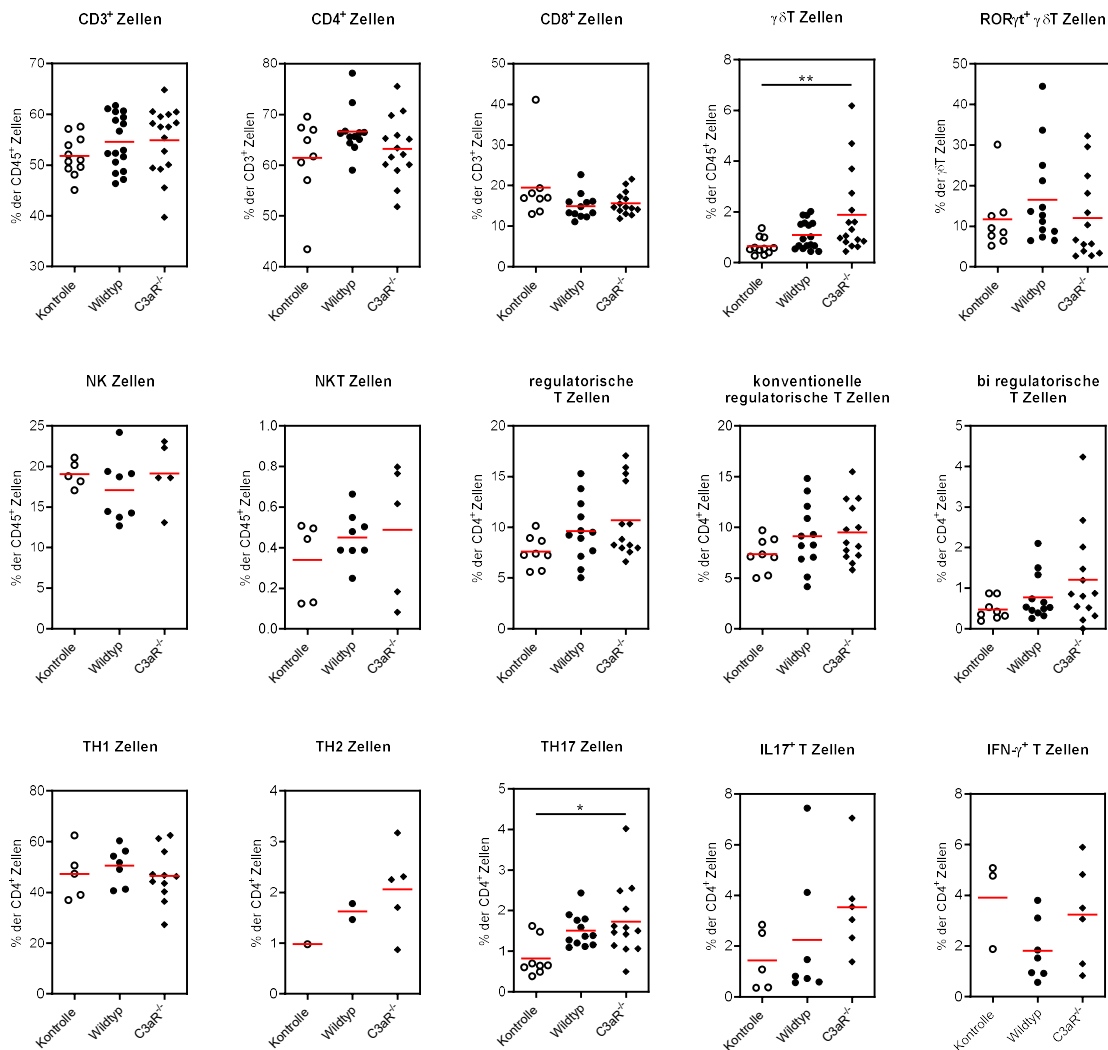 CD3⁺ Zellen
% der CD45⁺ Zellen
70
60
50
40
30
Kontrolle
Wildtyp
C3aR⁻/⁻
CD4⁺ Zellen
% der CD3⁺ Zellen
80
70
60
50
40
Kontrolle
Wildtyp
C3aR⁻/⁻
CD8⁺ Zellen
% der CD3⁺ Zellen
50
40
30
20
10
0
Kontrolle
Wildtyp
C3aR⁻/⁻
γδT Zellen
% der CD45⁺ Zellen
8
6
4
2
0
**
Kontrolle
Wildtyp
C3aR⁻/⁻
RORγt⁺ γδT Zellen
% der γδT Zellen
50
40
30
20
10
0
Kontrolle
Wildtyp
C3aR⁻/⁻
NK Zellen
% der CD45⁺ Zellen
25
20
15
10
5
0
Kontrolle
Wildtyp
C3aR⁻/⁻
NKT Zellen
% der CD45⁺ Zellen
1.0
0.8
0.6
0.4
0.2
0.0
Kontrolle
Wildtyp
C3aR⁻/⁻
regulatorische
T Zellen
% der CD4⁺ Zellen
20
15
10
5
0
Kontrolle
Wildtyp
C3aR⁻/⁻
konventionelle
regulatorische T Zellen
% der CD4⁺ Zellen
20
15
10
5
0
Kontrolle
Wildtyp
C3aR⁻/⁻
bi regulatorische
T Zellen
% der CD4⁺ Zellen
5
4
3
2
1
0
Kontrolle
Wildtyp
C3aR⁻/⁻
TH1 Zellen
% der CD4⁺ Zellen
80
60
40
20
0
Kontrolle
Wildtyp
C3aR⁻/⁻
TH2 Zellen
% der CD4⁺ Zellen
4
3
2
1
0
Kontrolle
Wildtyp
C3aR⁻/⁻
TH17 Zellen
% der CD4⁺ Zellen
5
4
3
2
1
0
*
Kontrolle
Wildtyp
C3aR⁻/⁻
IL17⁺ T Zellen
% der CD4⁺ Zellen
8
6
4
2
0
Kontrolle
Wildtyp
C3aR⁻/⁻
IFN-γ⁺ T Zellen
% der CD4⁺ Zellen
8
6
4
2
0
Kontrolle
Wildtyp
C3aR⁻/⁻